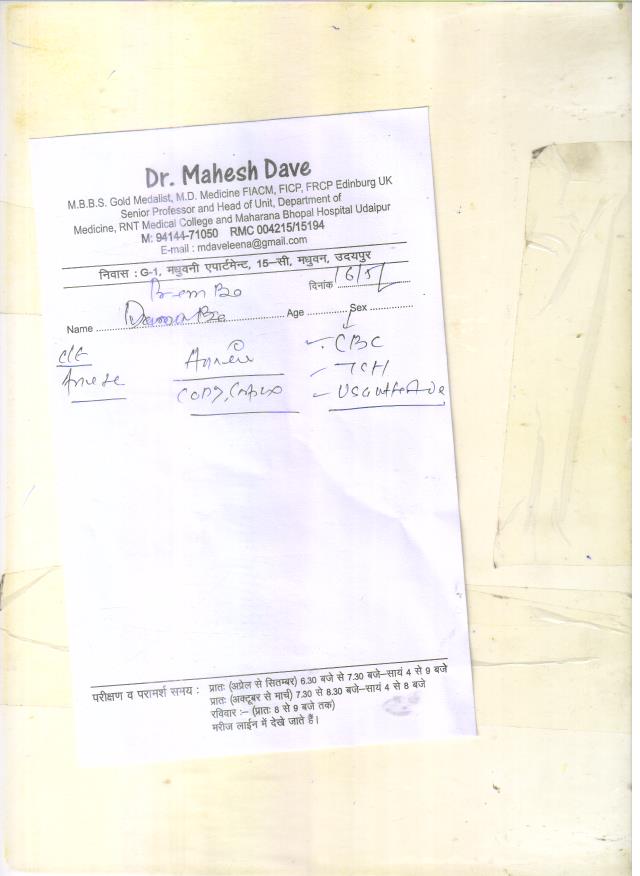 Dr. Mahesh Dave
M.B.B.S. Gold Medalist, M.D. Medicine FIACM, FICP, FRCP Edinburg UK
Senior Professor and Head of Unit, Department of
Medicine, RNT Medical College and Maharana Bhopal Hospital Udaipur
M: 94144-71050 RMC 004215/15194
E-mail : mdaveleena@gmail.com
निवास : G-1, मधुवनी एपार्टमेन्ट, 15-सी, मधुवन, उदयपुर
दिनांक
Name Age Sex
CBC
परीक्षण व परामर्श समय : प्रातः (अप्रेल से सितम्बर) 6.30 बजे से 7.30 बजे-सायं 4 से 9 बजे
प्रातः (अक्टूबर से मार्च) 7.30 से 8.30 बजे-सायं 4 से 8 बजे
रविवार :- (प्रातः 8 से 9 बजे तक)
मरीज लाईन में देखे जाते हैं।